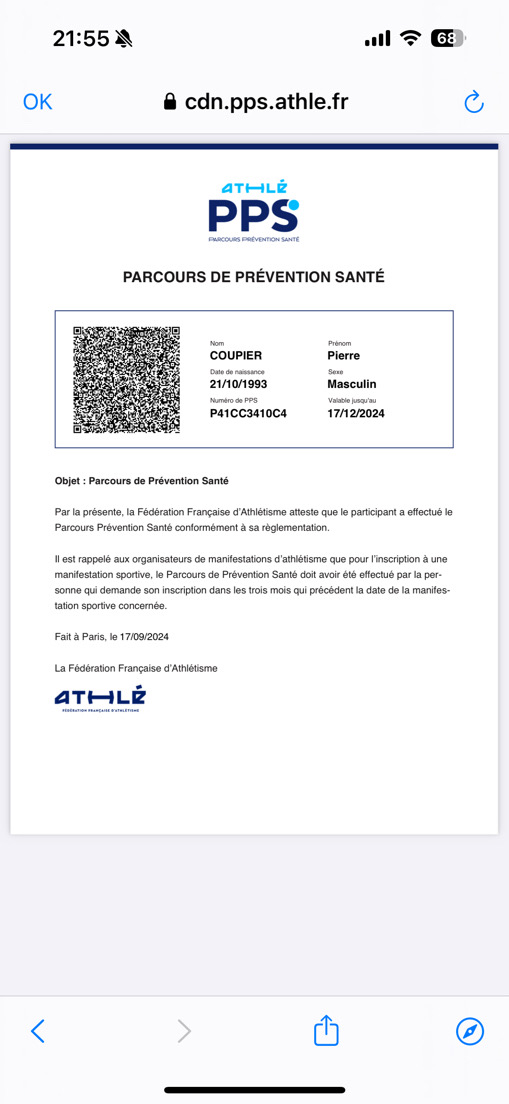 21:55
68
OK
cdn.pps.athle.fr
ATHLÉ
PPS
PARCOURS PRÉVENTION SANTÉ
PARCOURS DE PRÉVENTION SANTÉ
Nom
Prénom
COUPIER
Pierre
Date de naissance
Sexe
21/10/1993
Masculin
Numéro de PPS
Valable jusqu'au
P41CC3410C4
17/12/2024
Objet : Parcours de Prévention Santé
Par la présente, la Fédération Française d'Athlétisme atteste que le participant a effectué le
Parcours Prévention Santé conformément à sa règlementation.
Il est rappelé aux organisateurs de manifestations d'athlétisme que pour l'inscription à une
manifestation sportive, le Parcours de Prévention Santé doit avoir été effectué par la per-
sonne qui demande son inscription dans les trois mois qui précédent la date de la manifes-
tation sportive concernée.
Fait à Paris, le 17/09/2024
La Fédération Française d'Athlétisme
ATHLÉ
FÉDÉRATION FRANÇAISE D'ATHLÉTISME